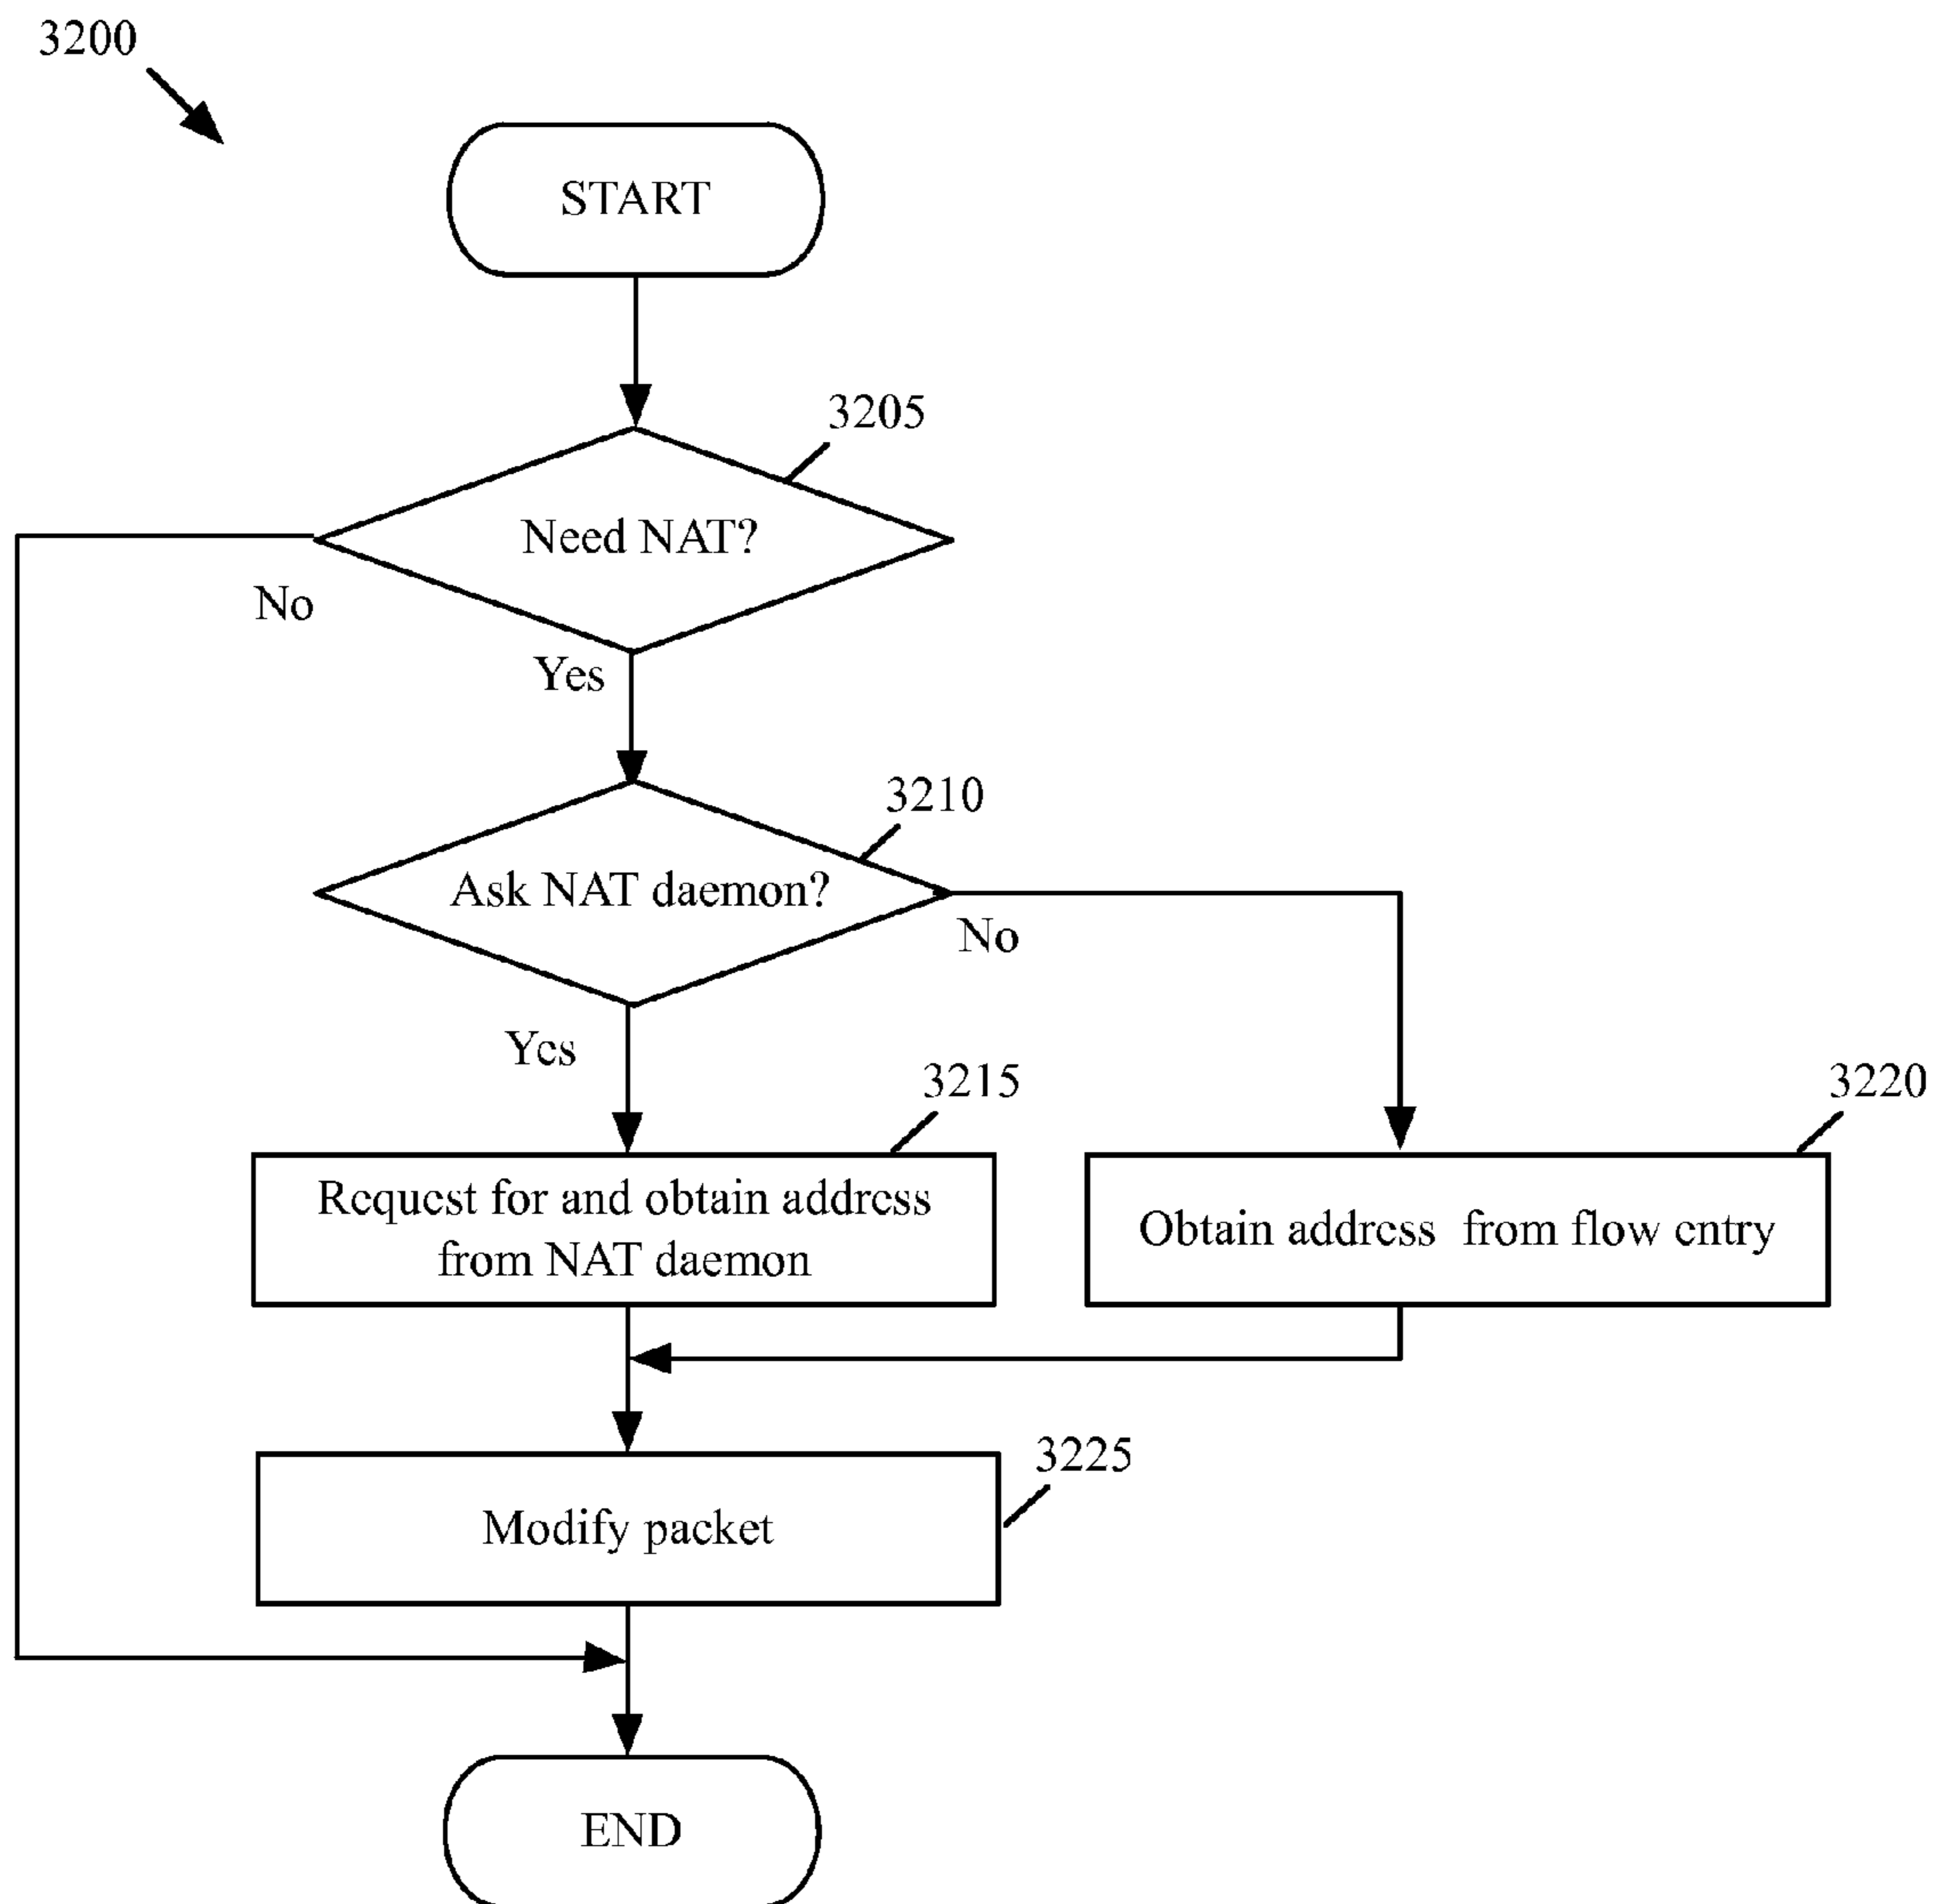 3200
START
3205
Need NAT?
No
Yes
3210
Ask NAT daemon?
No
Yes
3215
3220
Request for and obtain address
from NAT daemon
Obtain address from flow entry
3225
Modify packet
END